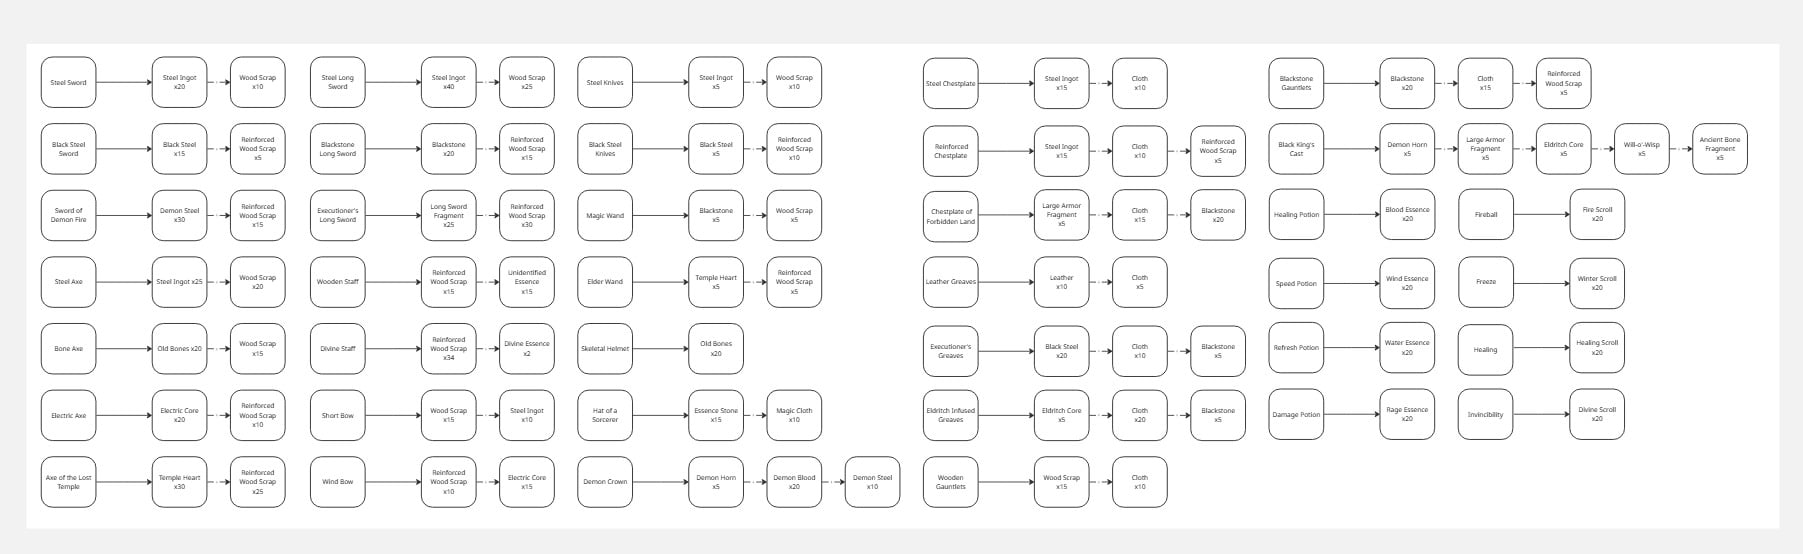 Steel Sword
Steel Ingot
x20
Wood Scrap
x10
Steel Long
Sword
Steel Ingot
x40
Wood Scrap
x25
Steel Knives
Steel Ingot
x5
Wood Scrap
x10
Steel Chestplate
Steel Ingot
x15
Cloth
x10
Blackstone
Gauntlets
Blackstone
x20
Cloth
x15
Reinforced
Wood Scrap
x5
Black Steel
Sword
Black Steel
x15
Reinforced
Wood Scrap
x5
Blackstone
Long Sword
Blackstone
x20
Reinforced
Wood Scrap
x15
Black Steel
Knives
Black Steel
x5
Reinforced
Wood Scrap
x10
Reinforced
Chestplate
Steel Ingot
x15
Cloth
x10
Reinforced
Wood Scrap
x5
Black King's
Cast
Demon Horn
x5
Large Armor
Fragment
x5
Eldritch Core
x5
Will-o'-Wisp
x5
Ancient Bone
Fragment
x5
Sword of
Demon Fire
Demon Steel
x30
Reinforced
Wood Scrap
x15
Executioner's
Long Sword
Long Sword
Fragment
x25
Reinforced
Wood Scrap
x30
Magic Wand
Blackstone
x5
Wood Scrap
x5
Chestplate of
Forbidden Land
Large Armor
Fragment
x5
Cloth
x15
Blackstone
x20
Healing Potion
Blood Essence
x20
Fireball
Fire Scroll
x20
Steel Axe
Steel Ingot x25
Wood Scrap
x20
Wooden Staff
Reinforced
Wood Scrap
x15
Unidentified
Essence
x15
Elder Wand
Temple Heart
x5
Reinforced
Wood Scrap
x5
Leather Greaves
Leather
x10
Cloth
x5
Speed Potion
Wind Essence
x20
Freeze
Winter Scroll
x20
Bone Axe
Old Bones x20
Wood Scrap
x15
Divine Staff
Reinforced
Wood Scrap
x34
Divine Essence
x2
Skeletal Helmet
Old Bones
x20
Executioner's
Greaves
Black Steel
x20
Cloth
x10
Blackstone
x5
Refresh Potion
Water Essence
x20
Healing
Healing Scroll
x20
Electric Axe
Electric Core
x20
Reinforced
Wood Scrap
x10
Short Bow
Wood Scrap
x15
Steel Ingot
x10
Hat of a
Sorcerer
Essence Stone
x15
Magic Cloth
x10
Eldritch Infused
Greaves
Eldritch Core
x5
Cloth
x20
Blackstone
x5
Damage Potion
Rage Essence
x20
Invincibility
Divine Scroll
x20
Axe of the Lost
Temple
Temple Heart
x30
Reinforced
Wood Scrap
x25
Wind Bow
Reinforced
Wood Scrap
x10
Electric Core
x15
Demon Crown
Demon Horn
x5
Demon Blood
x20
Demon Steel
x10
Wooden
Gauntlets
Wood Scrap
x15
Cloth
x10